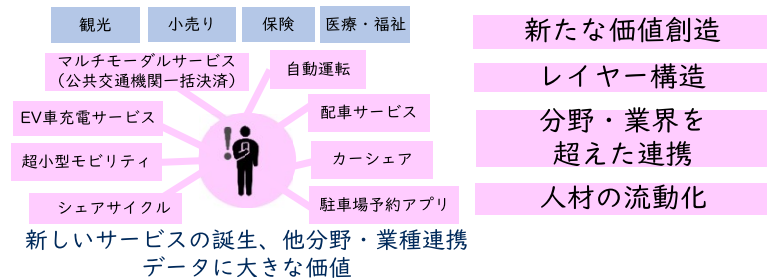 観光
小売り
保険
医療・福祉
マルチモーダルサービス
（公共交通機関一括決済）
自動運転
EV車充電サービス
配車サービス
超小型モビリティ
カーシェア
シェアサイクル
駐車場予約アプリ
新しいサービスの誕生、他分野・業種連携
データに大きな価値
新たな価値創造
レイヤー構造
分野・業界を
超えた連携
人材の流動化